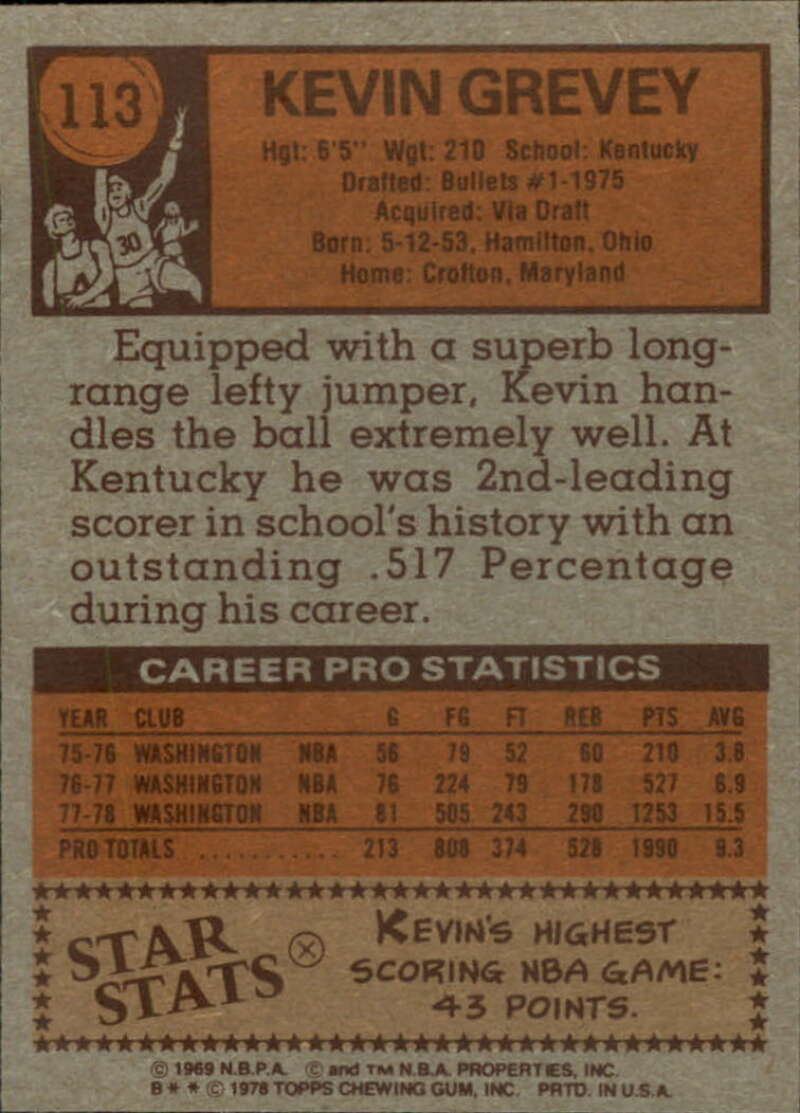 113
KEVIN GREVEY
Hgt: 6'5" Wgt: 210 School: Kentucky
Drafted: Bullets #1-1975
Acquired: Via Draft
Born: 5-12-53, Hamilton, Ohio
Home: Crofton, Maryland
30
Equipped with a superb long-
range lefty jumper, Kevin han-
dles the ball extremely well. At
Kentucky he was 2nd-leading
scorer in school's history with an
outstanding .517 Percentage
during his career.
CAREER PRO STATISTICS
YEAR CLUB G FG FT REB PTS AVG
75-76 WASHINGTON NBA 56 79 52 60 210 3.8
76-77 WASHINGTON NBA 76 224 79 178 527 6.9
77-78 WASHINGTON NBA 81 505 243 290 1253 15.5
PRO TOTALS ............ 213 808 374 528 1990 9.3
STAR
STATS
KEVIN'S HIGHEST
SCORING NBA GAME:
43 POINTS.
© 1969 N.B.P.A. © and TM N.B.A. PROPERTIES, INC.
B * * © 1978 TOPPS CHEWING GUM, INC. PRTD. IN U.S.A.